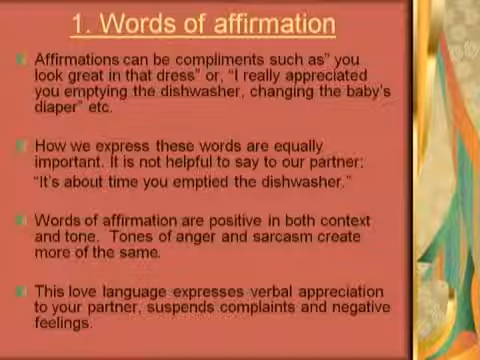 1. Words of affirmation
Affirmations can be compliments such as” you
look great in that dress” or, “I really appreciated
you emptying the dishwasher, changing the baby’s
diaper” etc.
How we express these words are equally
important. It is not helpful to say to our partner:
“It’s about time you emptied the dishwasher.”
Words of affirmation are positive in both context
and tone. Tones of anger and sarcasm create
more of the same.
This love language expresses verbal appreciation
to your partner, suspends complaints and negative
feelings.